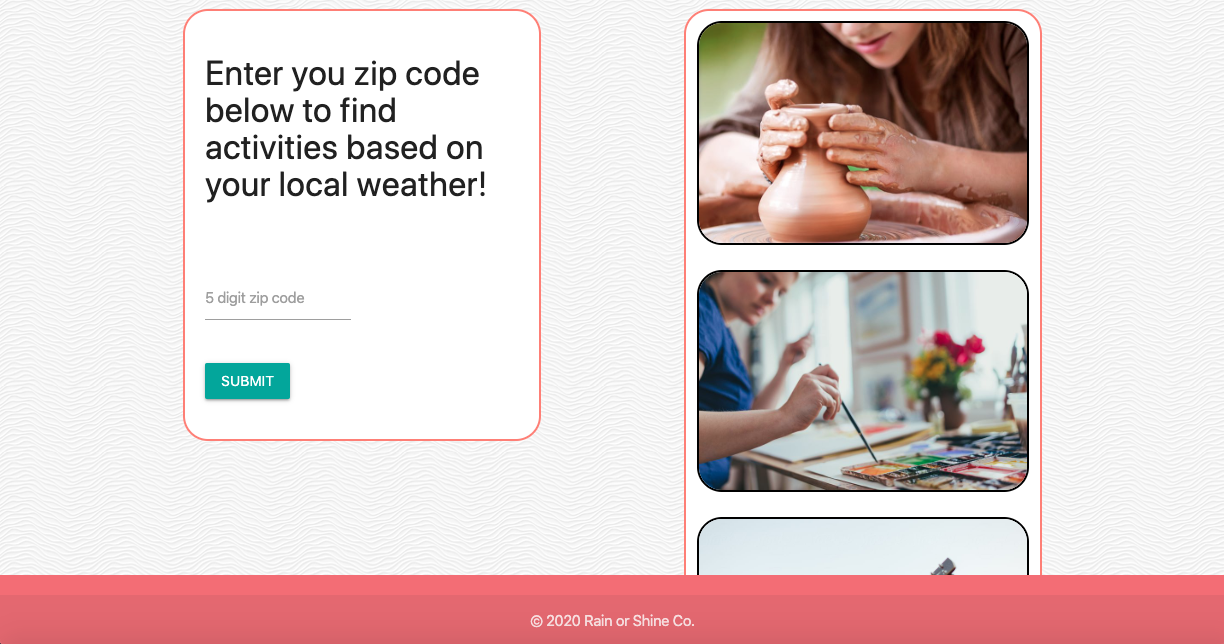 Enter you zip code
below to find
activities based on
your local weather!
5 digit zip code
SUBMIT
© 2020 Rain or Shine Co.